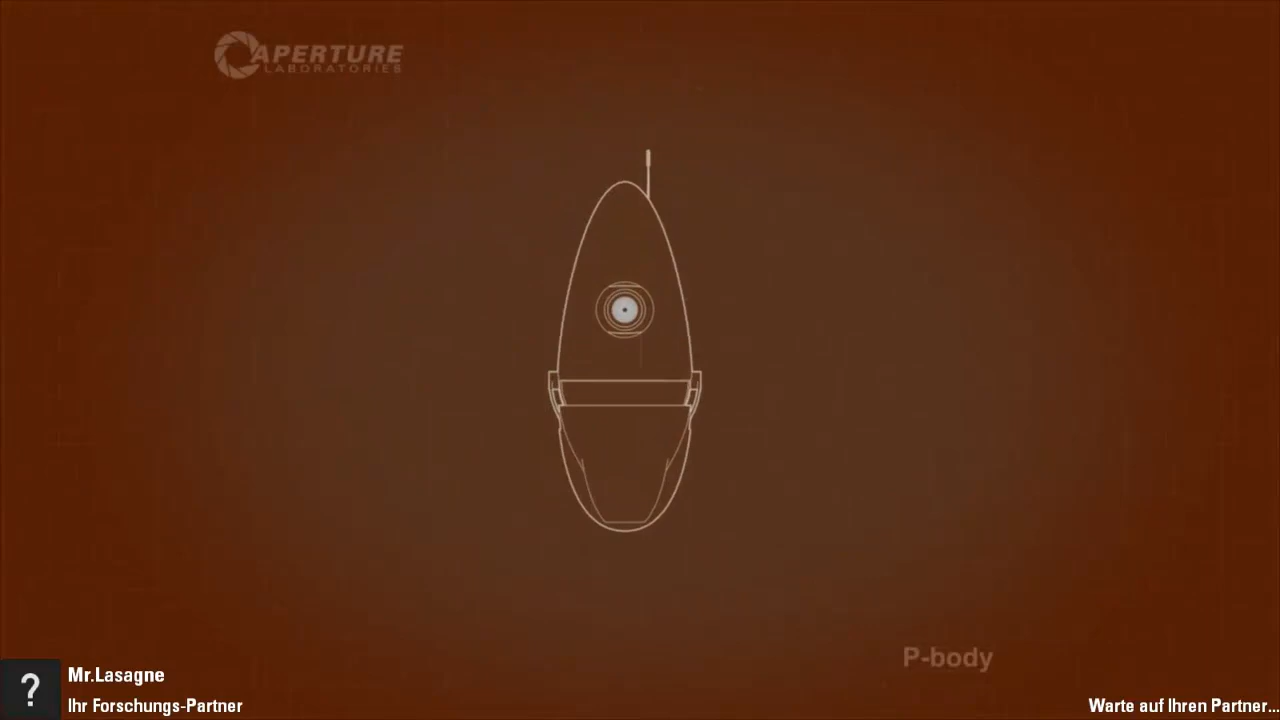 APERTURE
LABORATORIES
P-body
?
Mr.Lasagne
Ihr Forschungs-Partner
Warte auf Ihren Partner...